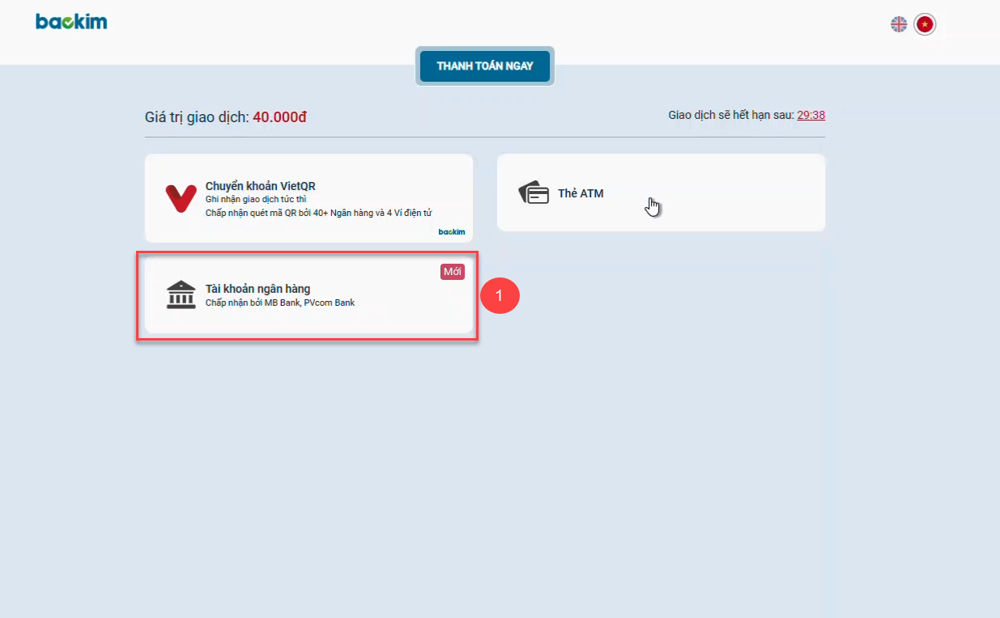 baokim
THANH TOÁN NGAY
Giá trị giao dịch: 40.000đ
Giao dịch sẽ hết hạn sau: 29:38
Chuyển khoản VietQR
Ghi nhận giao dịch tức thì
Chấp nhận quét mã QR bởi 40+ Ngân hàng và 4 Ví điện tử
baokim
Thẻ ATM
Mới
Tài khoản ngân hàng
Chấp nhận bởi MB Bank, PVcom Bank
1